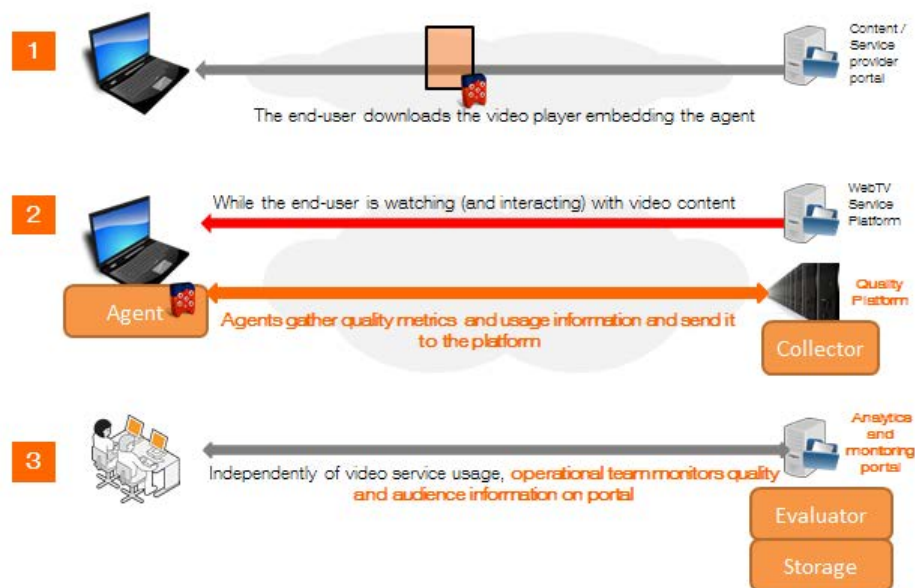 1
Content /
Service
provider
portal
The end-user downloads the video player embedding the agent
2
While the end-user is watching (and interacting) with video content
WebTV
Service
Platform
Agent
Agents gather quality metrics and usage information and send it
to the platform
Quality
Platform
Collector
3
Independently of video service usage, operational team monitors quality
and audience information on portal
Analytics
and
monitoring
portal
Evaluator
Storage